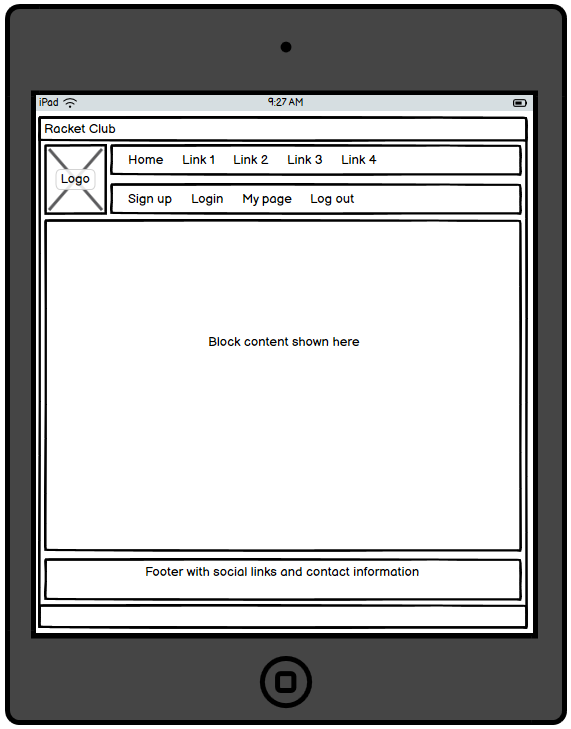 iPad 9:27 AM
Racket Club
Logo
Home Link 1 Link 2 Link 3 Link 4
Sign up Login My page Log out
Block content shown here
Footer with social links and contact information